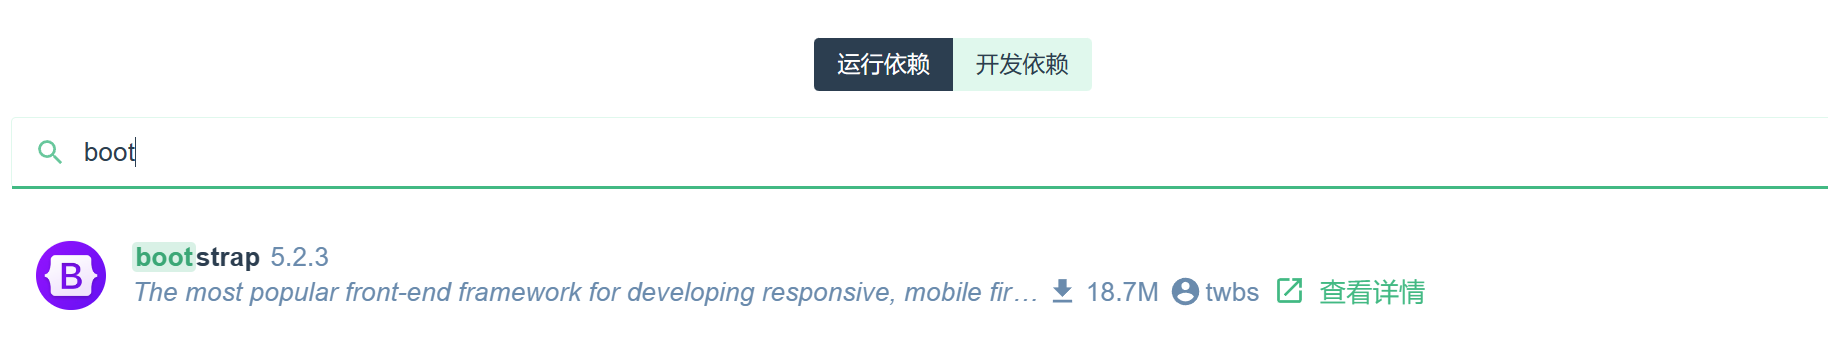 运行依赖 开发依赖
boot
bootstrap 5.2.3
The most popular front-end framework for developing responsive, mobile fir... 18.7M twbs 查看详情
B